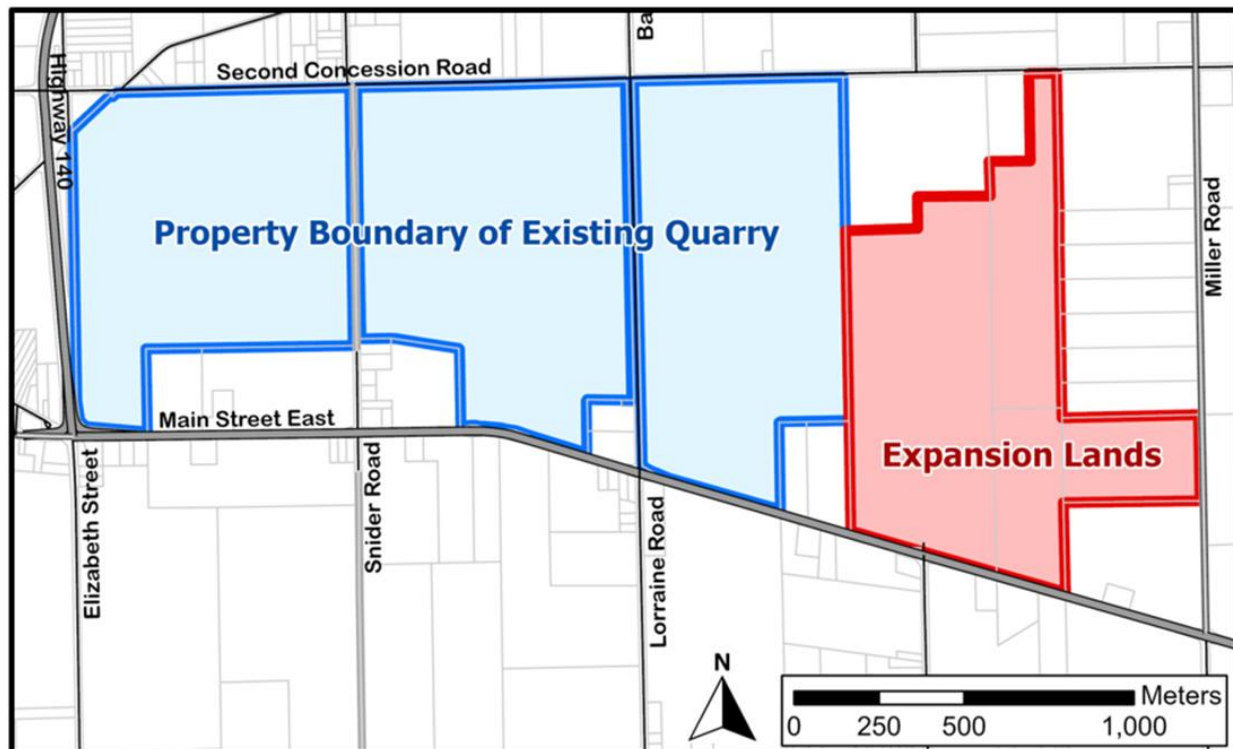 Ba
Highway 140
Second Concession Road
Miller Road
Property Boundary of Existing Quarry
Main Street East
Expansion Lands
Elizabeth Street
Snider Road
Lorraine Road
N
Meters
0 250 500 1,000